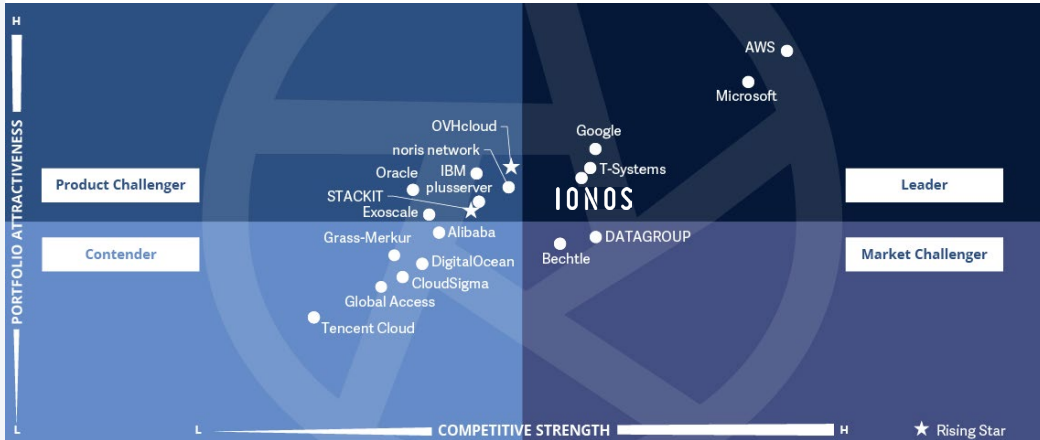 H
AWS
Microsoft
OVHcloud
Google
noris network
Oracle
IBM
T-Systems
Product Challenger
plusserver
Leader
STACKIT
IONOS
Exoscale
Grass-Merkur
Alibaba
DATAGROUP
Contender
DigitalOcean
Bechtle
Market Challenger
CloudSigma
Global Access
Tencent Cloud
PORTFOLIO ATTRACTIVENESS
L
L
COMPETITIVE STRENGTH
H
Rising Star